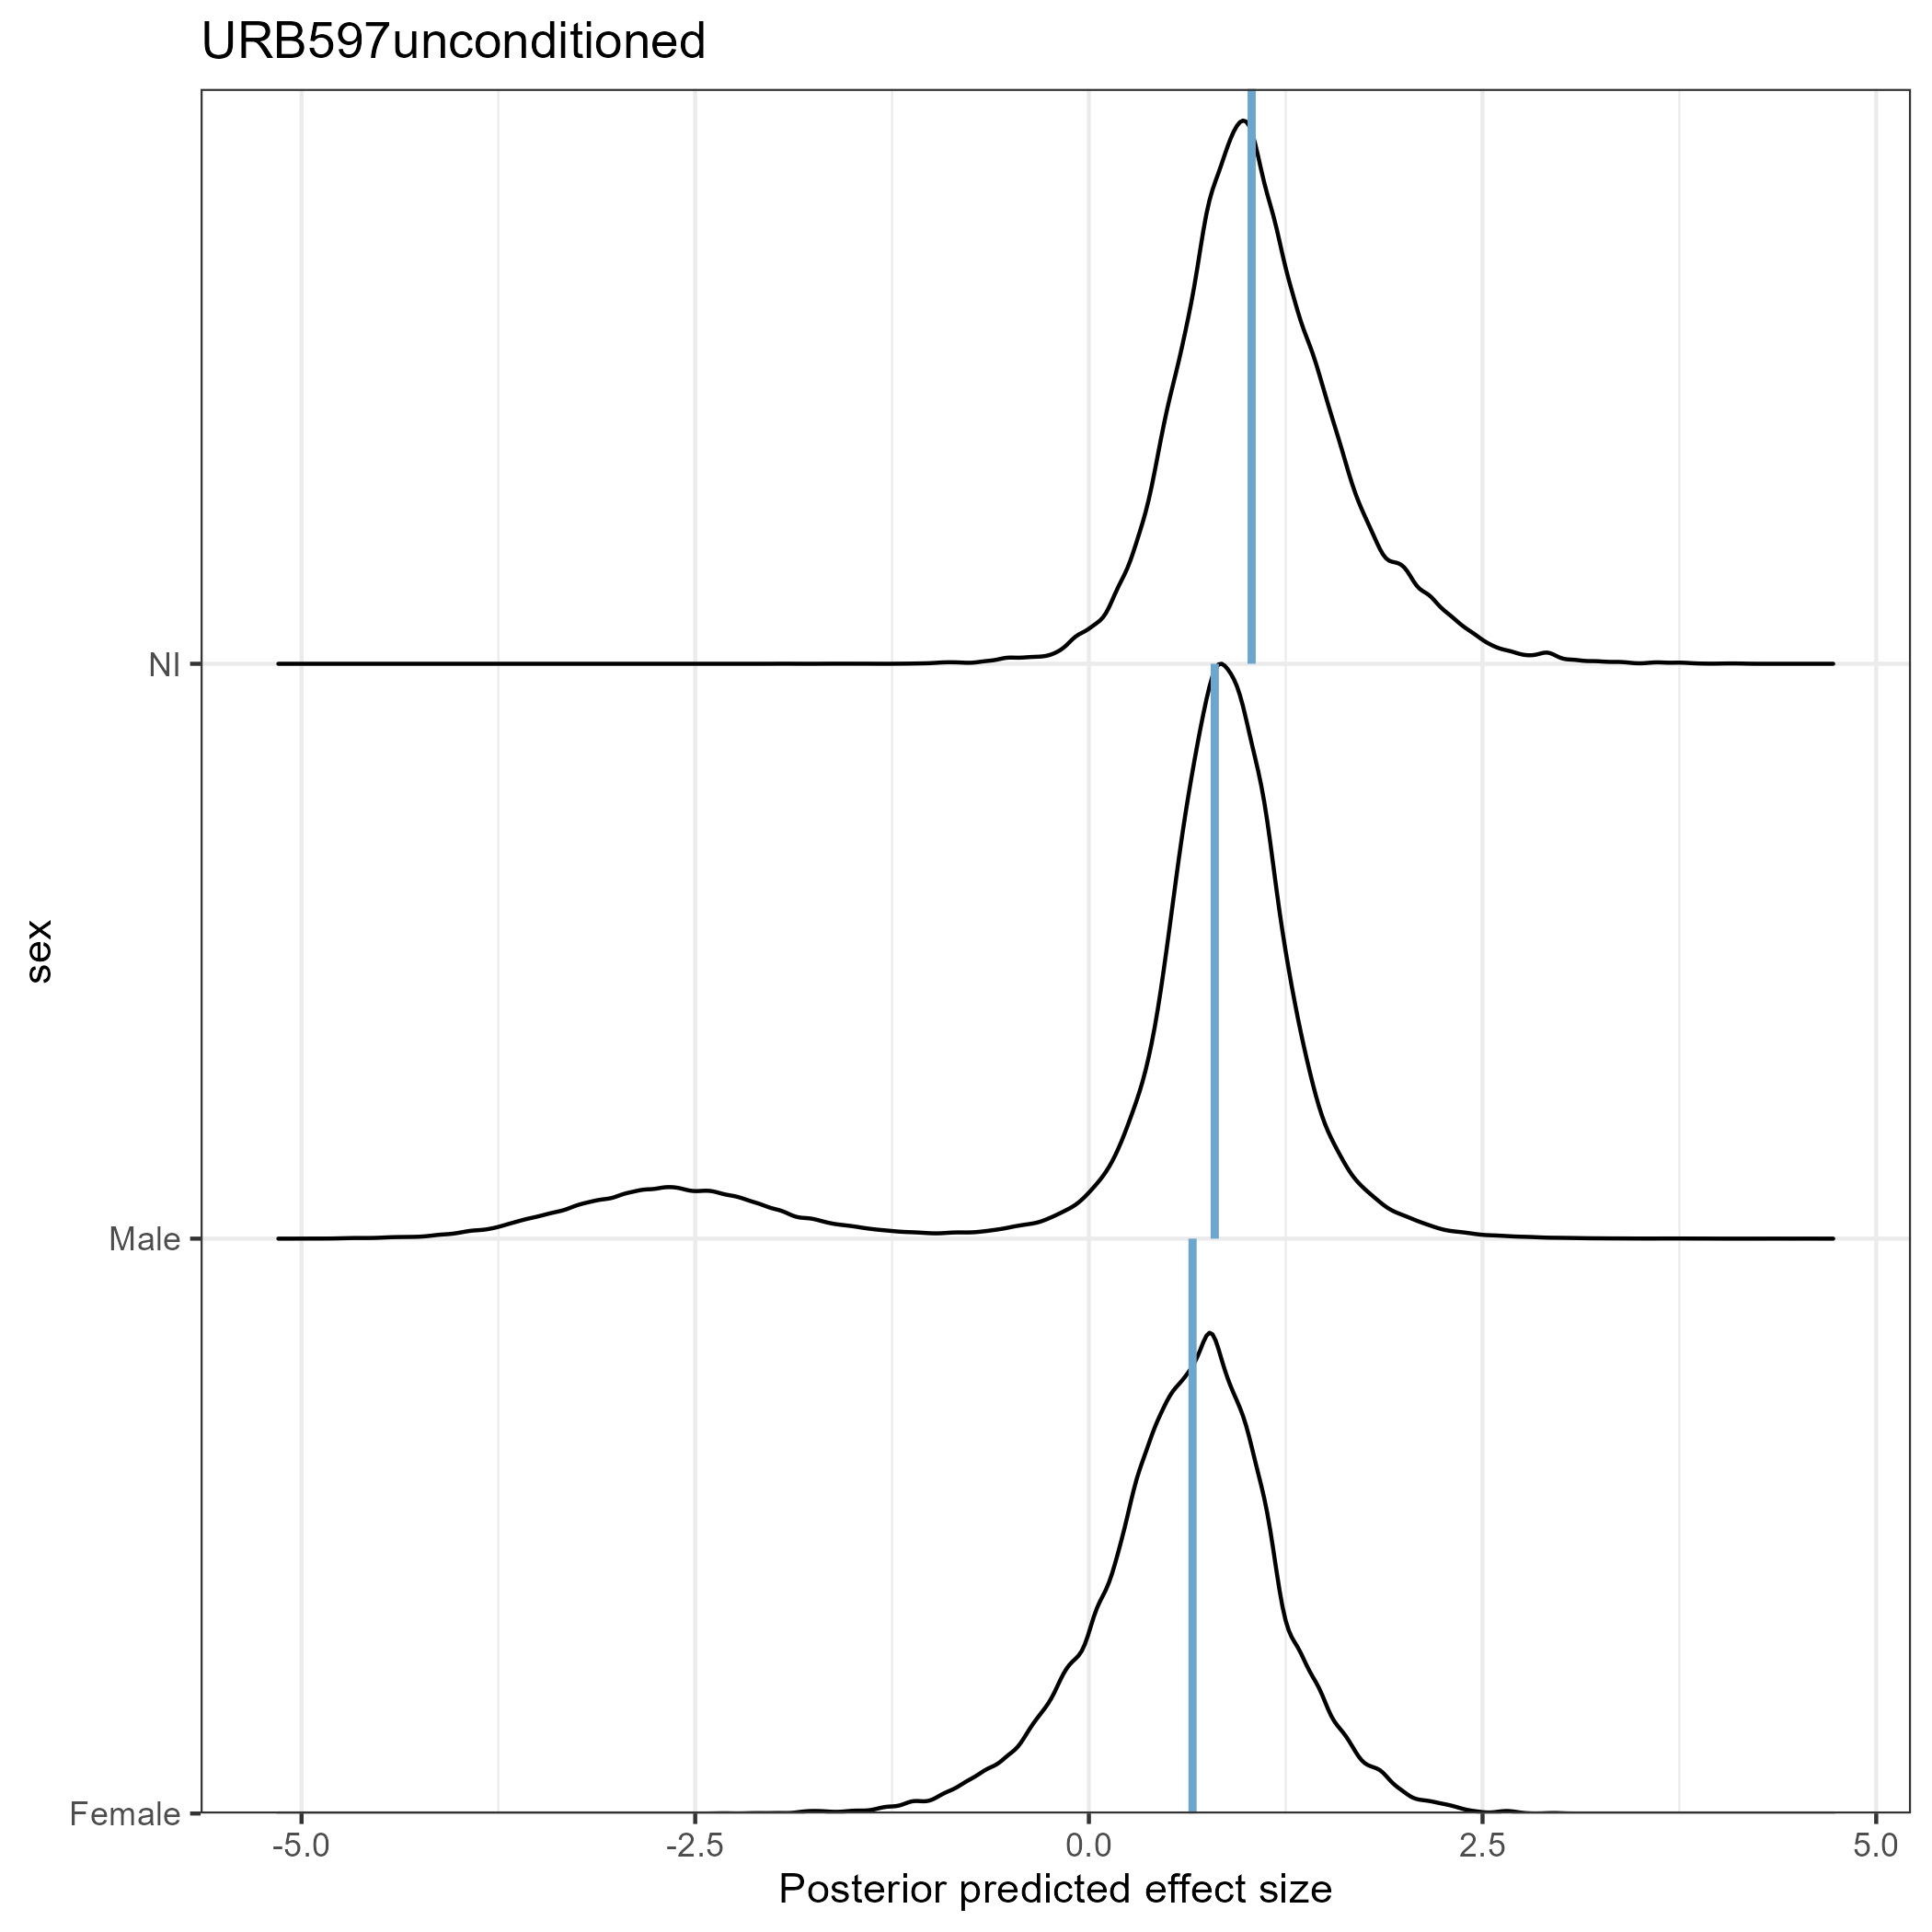 URB597unconditioned
sex
NI
Male
Female
-5.0 -2.5 0.0 2.5 5.0
Posterior predicted effect size